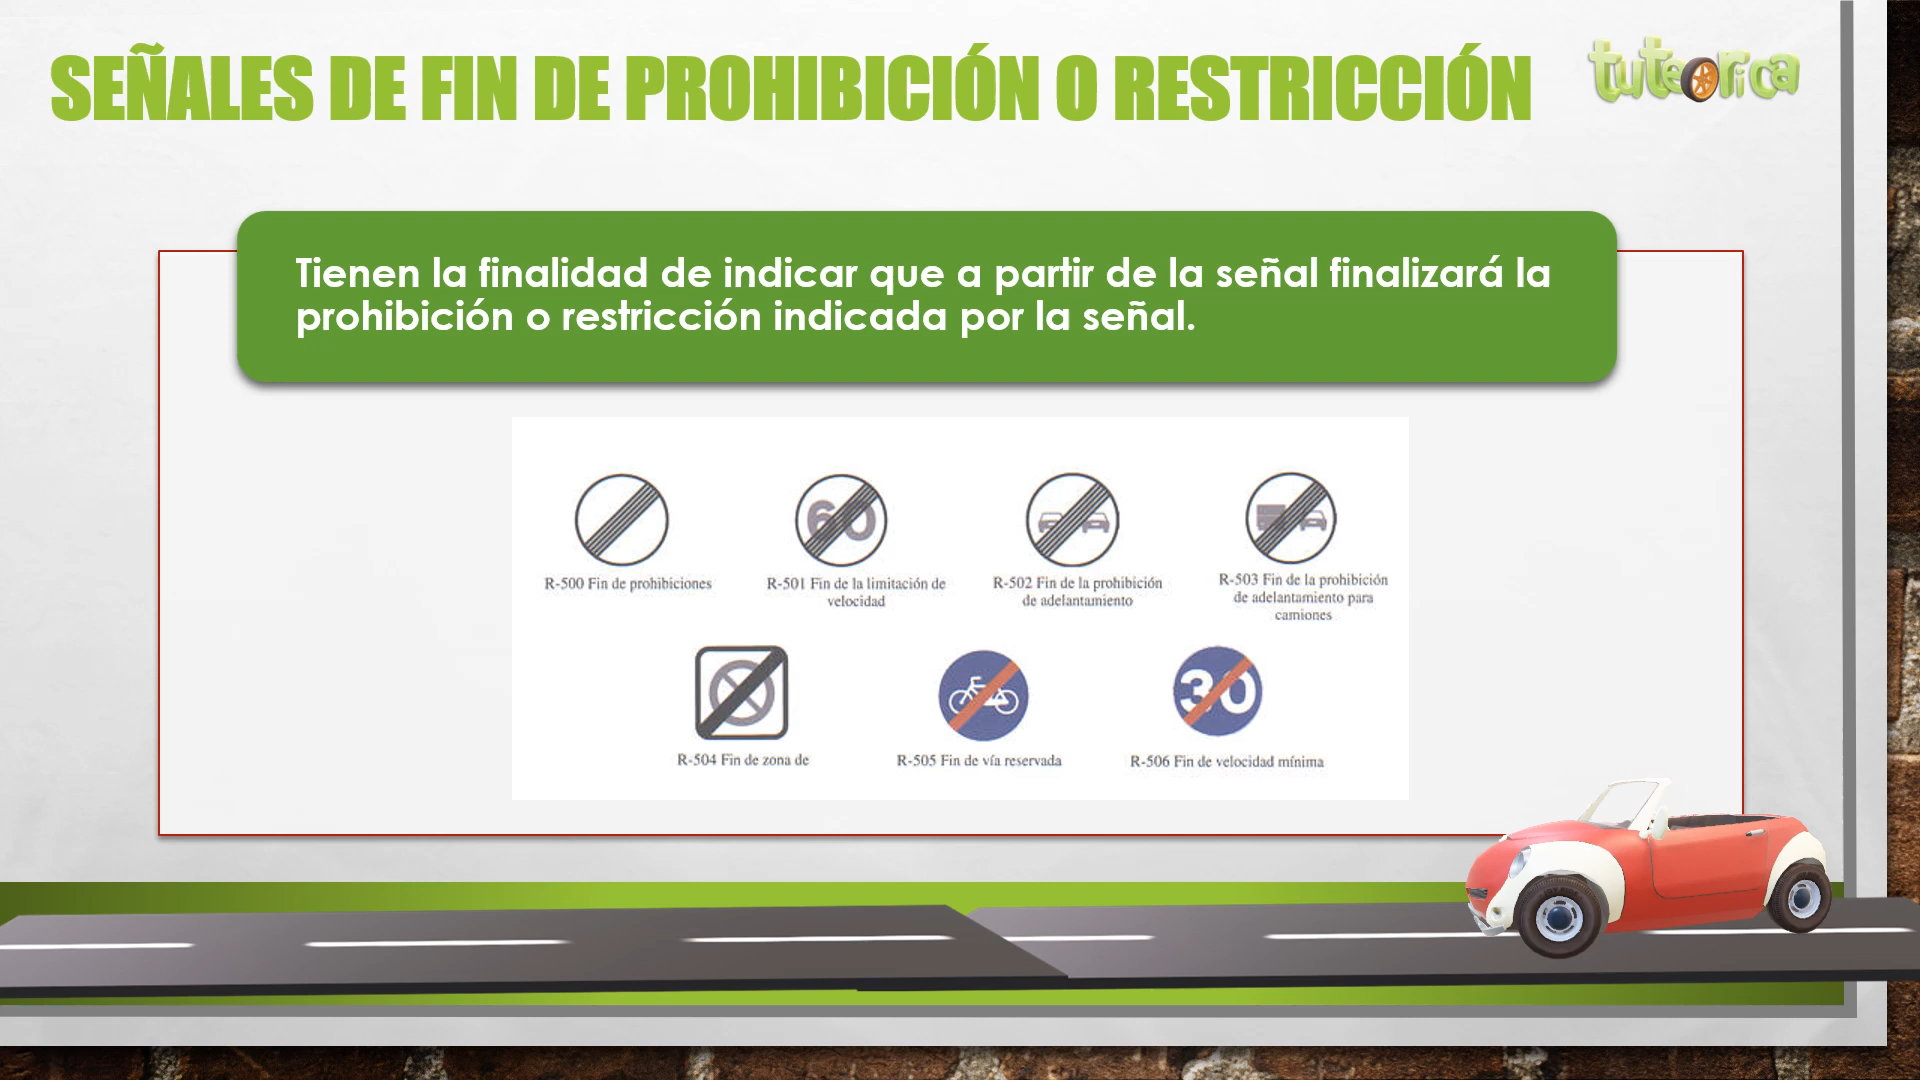 SEÑALES DE FIN DE PROHIBICIÓN O RESTRICCIÓN
tuteorica
Tienen la finalidad de indicar que a partir de la señal finalizará la
prohibición o restricción indicada por la señal.
60
R-500 Fin de prohibiciones
R-501 Fin de la limitación de
velocidad
R-502 Fin de la prohibición
de adelantamiento
R-503 Fin de la prohibición
de adelantamiento para
camiones
30
R-504 Fin de zona de
R-505 Fin de vía reservada
R-506 Fin de velocidad mínima